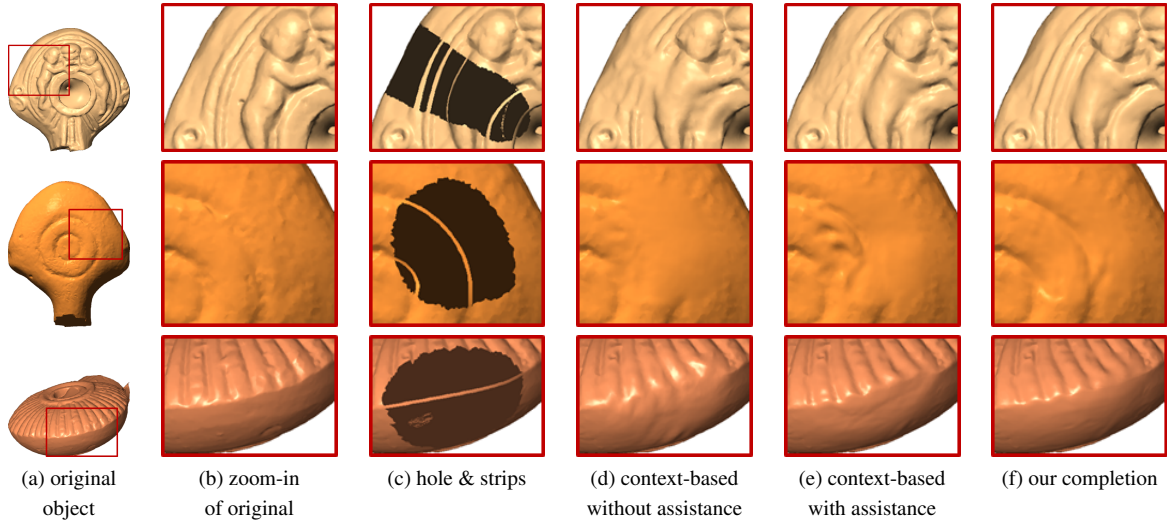 (a) original
object
(b) zoom-in
of original
(c) hole & strips
(d) context-based
without assistance
(e) context-based
with assistance
(f) our completion